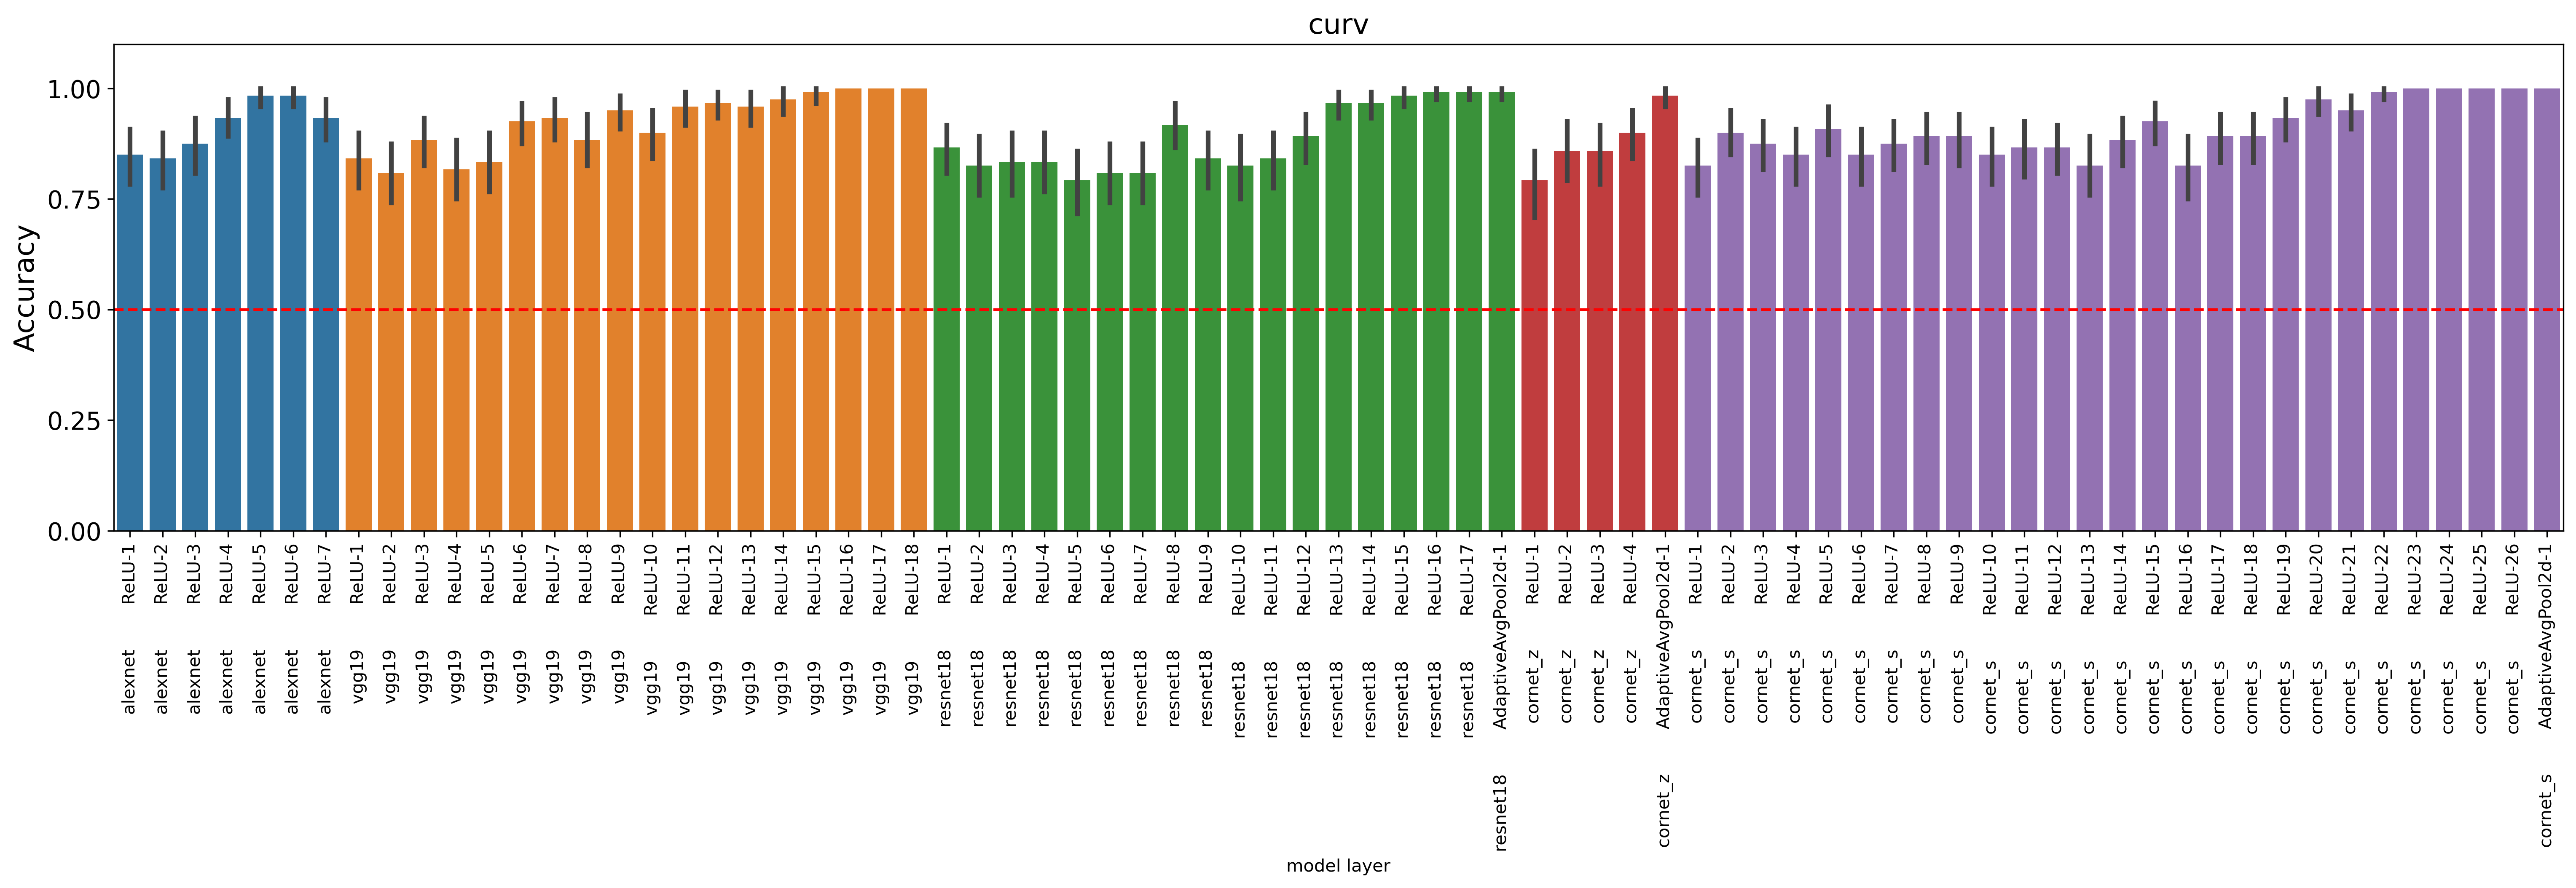 curv
Accuracy
1.00
0.75
0.50
0.25
0.00
alexnet ReLU-1
alexnet ReLU-2
alexnet ReLU-3
alexnet ReLU-4
alexnet ReLU-5
alexnet ReLU-6
alexnet ReLU-7
vgg19 ReLU-1
vgg19 ReLU-2
vgg19 ReLU-3
vgg19 ReLU-4
vgg19 ReLU-5
vgg19 ReLU-6
vgg19 ReLU-7
vgg19 ReLU-8
vgg19 ReLU-9
vgg19 ReLU-10
vgg19 ReLU-11
vgg19 ReLU-12
vgg19 ReLU-13
vgg19 ReLU-14
vgg19 ReLU-15
vgg19 ReLU-16
vgg19 ReLU-17
vgg19 ReLU-18
resnet18 ReLU-1
resnet18 ReLU-2
resnet18 ReLU-3
resnet18 ReLU-4
resnet18 ReLU-5
resnet18 ReLU-6
resnet18 ReLU-7
resnet18 ReLU-8
resnet18 ReLU-9
resnet18 ReLU-10
resnet18 ReLU-11
resnet18 ReLU-12
resnet18 ReLU-13
resnet18 ReLU-14
resnet18 ReLU-15
resnet18 ReLU-16
resnet18 ReLU-17
resnet18 AdaptiveAvgPool2d-1
cornet_z ReLU-1
cornet_z ReLU-2
cornet_z ReLU-3
cornet_z ReLU-4
cornet_z AdaptiveAvgPool2d-1
cornet_s ReLU-1
cornet_s ReLU-2
cornet_s ReLU-3
cornet_s ReLU-4
cornet_s ReLU-5
cornet_s ReLU-6
cornet_s ReLU-7
cornet_s ReLU-8
cornet_s ReLU-9
cornet_s ReLU-10
cornet_s ReLU-11
cornet_s ReLU-12
cornet_s ReLU-13
cornet_s ReLU-14
cornet_s ReLU-15
cornet_s ReLU-16
cornet_s ReLU-17
cornet_s ReLU-18
cornet_s ReLU-19
cornet_s ReLU-20
cornet_s ReLU-21
cornet_s ReLU-22
cornet_s ReLU-23
cornet_s ReLU-24
cornet_s ReLU-25
cornet_s ReLU-26
cornet_s AdaptiveAvgPool2d-1
model layer